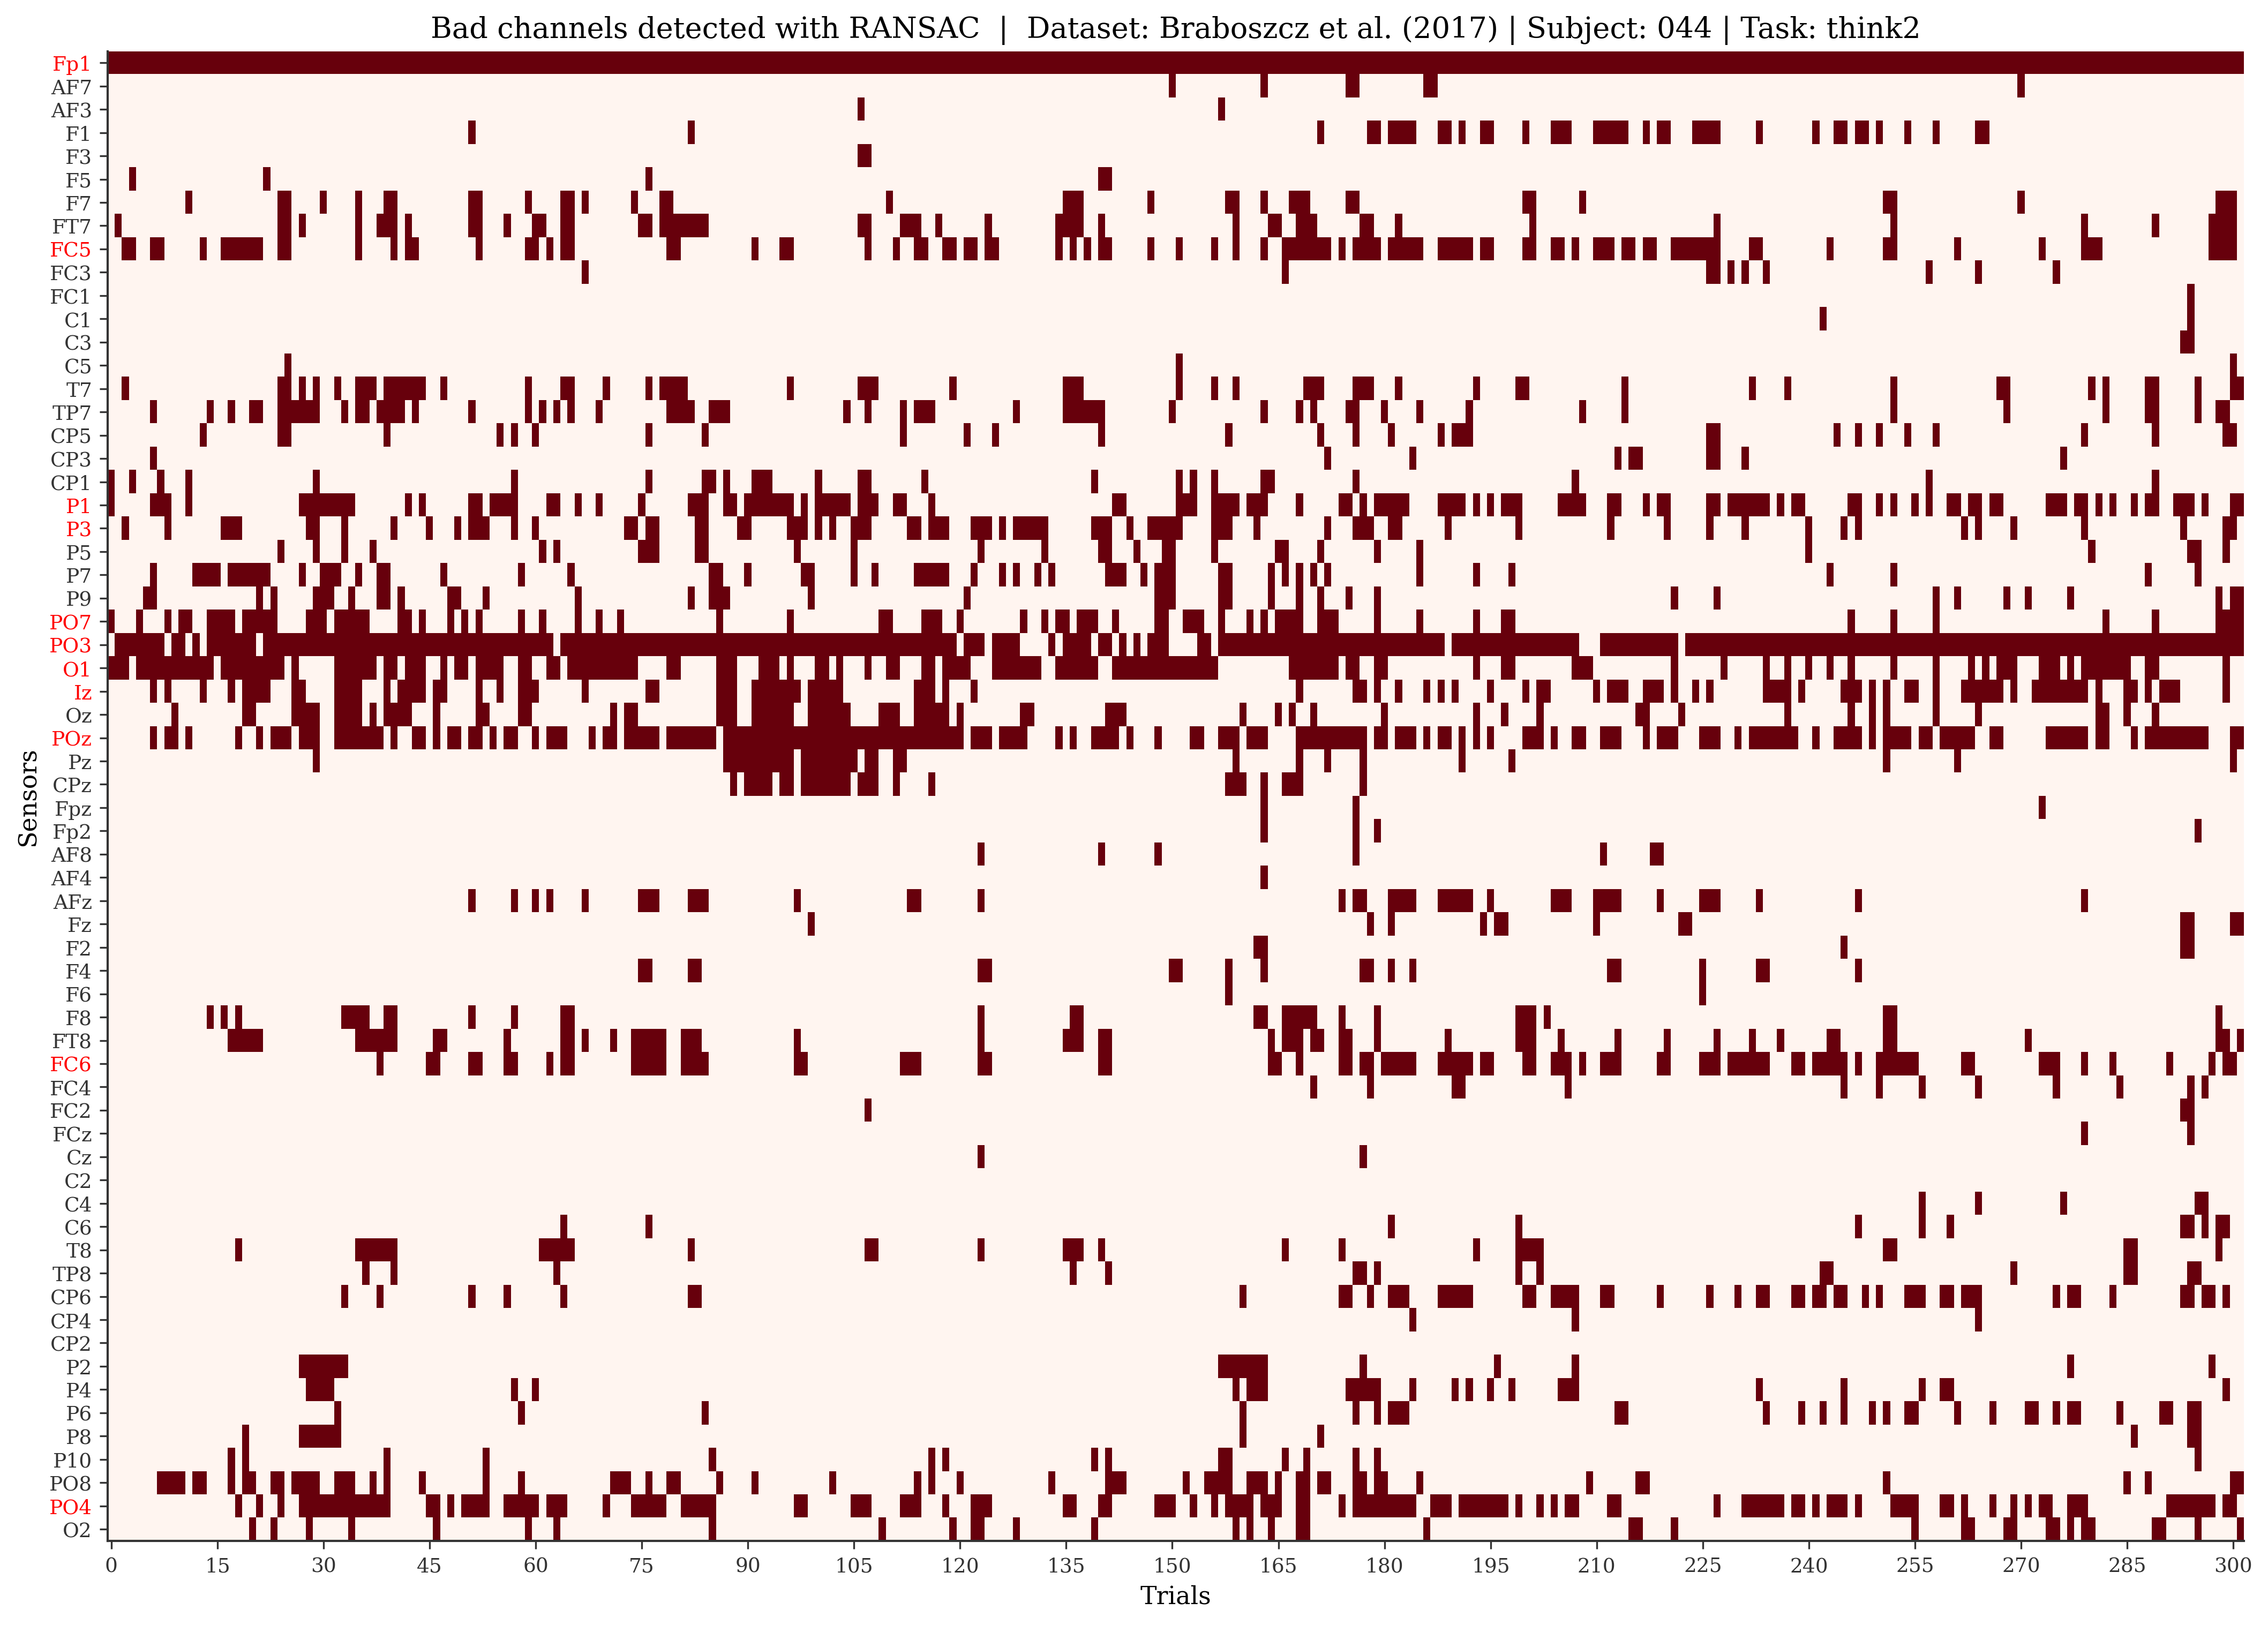 Bad channels detected with RANSAC | Dataset: Braboszcz et al. (2017) | Subject: 044 | Task: think2
Sensors
Fp1
AF7
AF3
F1
F3
F5
F7
FT7
FC5
FC3
FC1
C1
C3
C5
T7
TP7
CP5
CP3
CP1
P1
P3
P5
P7
P9
PO7
PO3
O1
Iz
Oz
POz
Pz
CPz
Fpz
Fp2
AF8
AF4
AFz
Fz
F2
F4
F6
F8
FT8
FC6
FC4
FC2
FCz
Cz
C2
C4
C6
T8
TP8
CP6
CP4
CP2
P2
P4
P6
P8
P10
PO8
PO4
O2
0 15 30 45 60 75 90 105 120 135 150 165 180 195 210 225 240 255 270 285 300
Trials